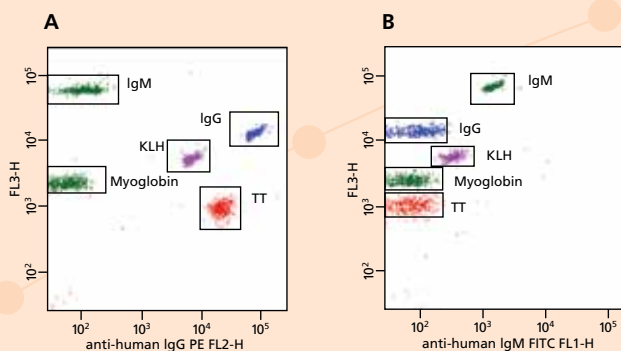 A
IgM
IgG
KLH
Myoglobin
TT
FL3-H
10⁵
10⁴
10³
10²
10² 10³ 10⁴ 10⁵
anti-human IgG PE FL2-H
B
IgM
IgG
KLH
Myoglobin
TT
FL3-H
10⁵
10⁴
10³
10²
10² 10³ 10⁴ 10⁵
anti-human IgM FITC FL1-H